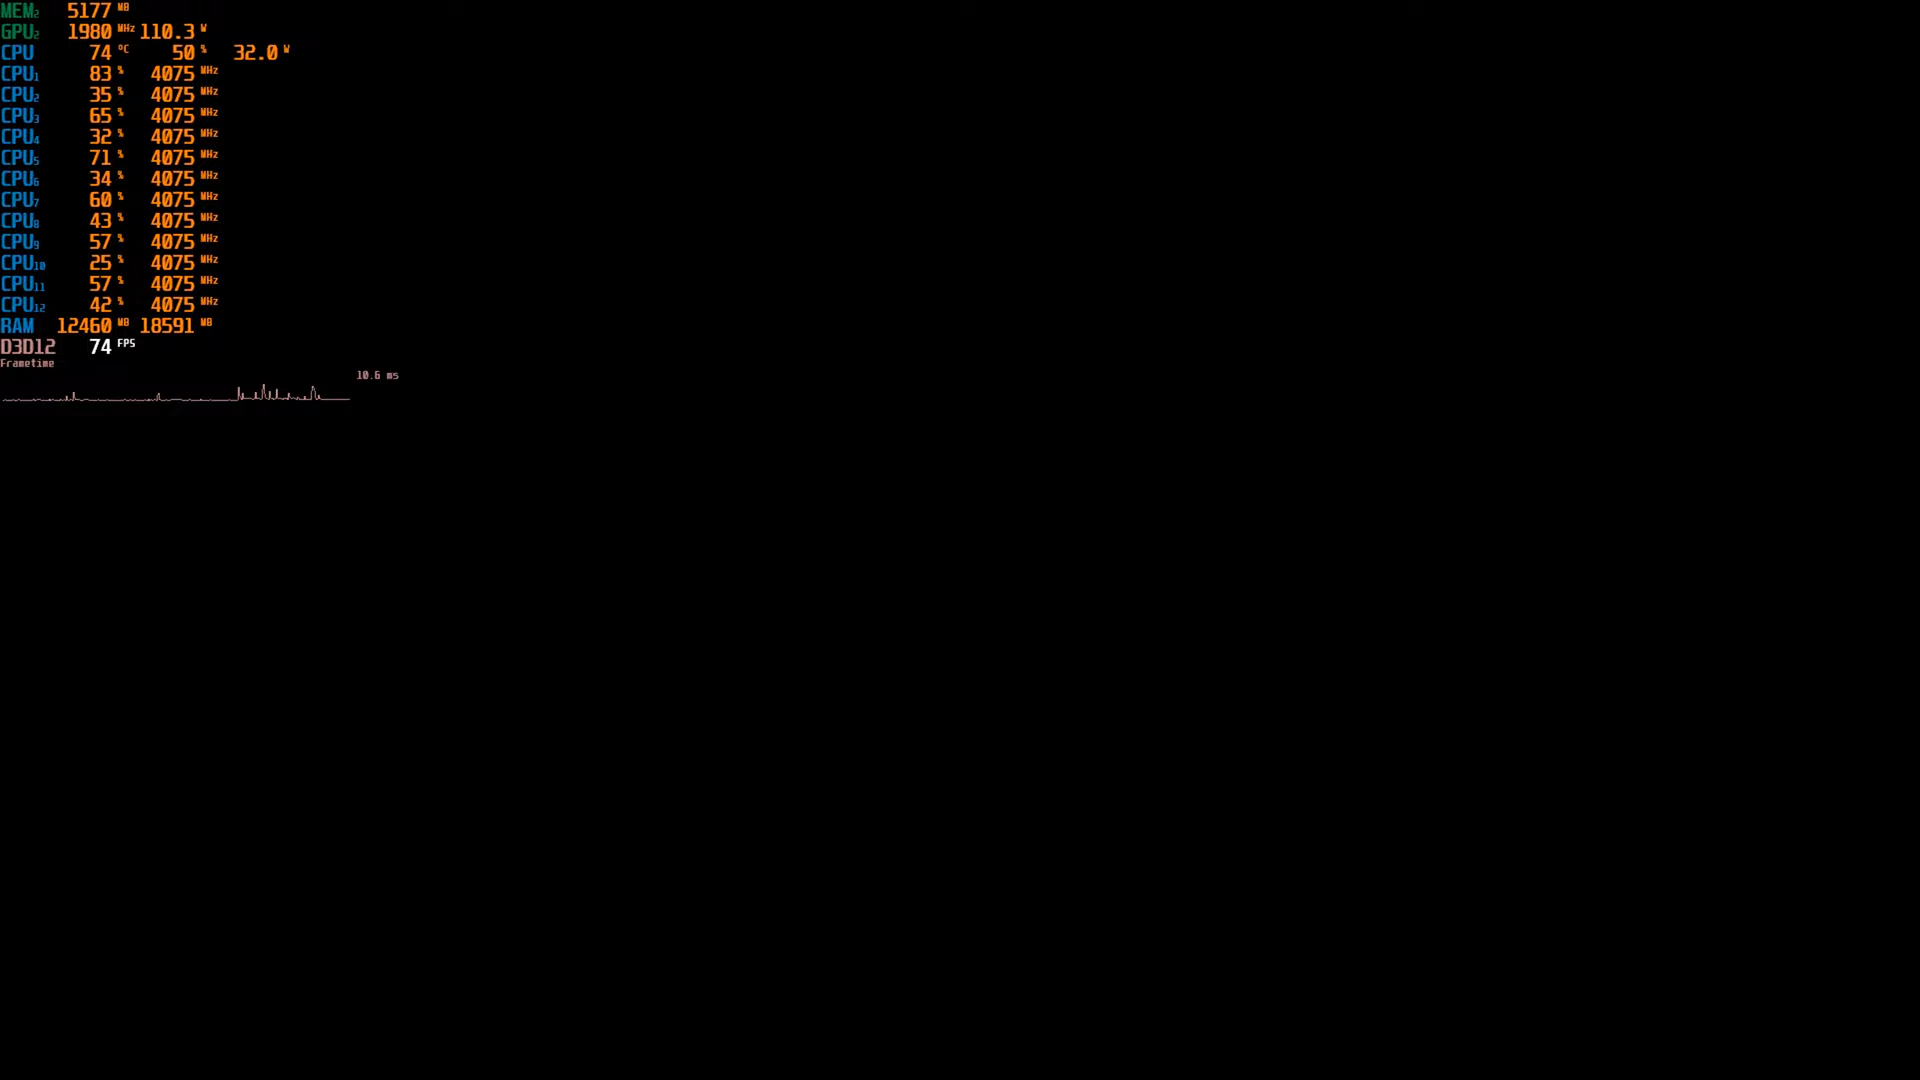 MEM2 5177 MB
GPU2 1980 MHz 110.3 W
CPU 74 °C 50 % 32.0 W
CPU1 83 % 4075 MHz
CPU2 35 % 4075 MHz
CPU3 65 % 4075 MHz
CPU4 32 % 4075 MHz
CPU5 71 % 4075 MHz
CPU6 34 % 4075 MHz
CPU7 60 % 4075 MHz
CPU8 43 % 4075 MHz
CPU9 57 % 4075 MHz
CPU10 25 % 4075 MHz
CPU11 57 % 4075 MHz
CPU12 42 % 4075 MHz
RAM 12460 MB 18591 MB
D3D12 74 FPS
Frametime
10.6 ms